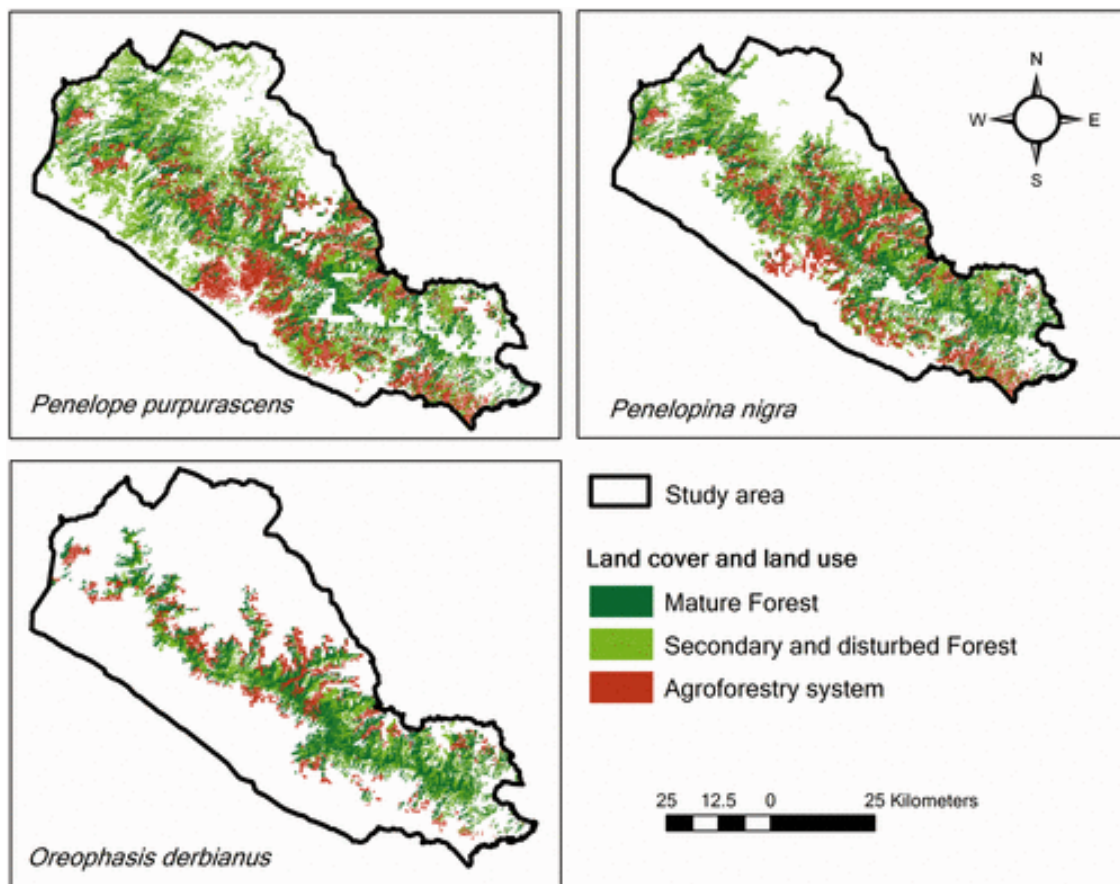 Penelope purpurascens
N
W
E
S
Penelopina nigra
Oreophasis derbianus
Study area
Land cover and land use
Mature Forest
Secondary and disturbed Forest
Agroforestry system
25 12.5 0 25 Kilometers